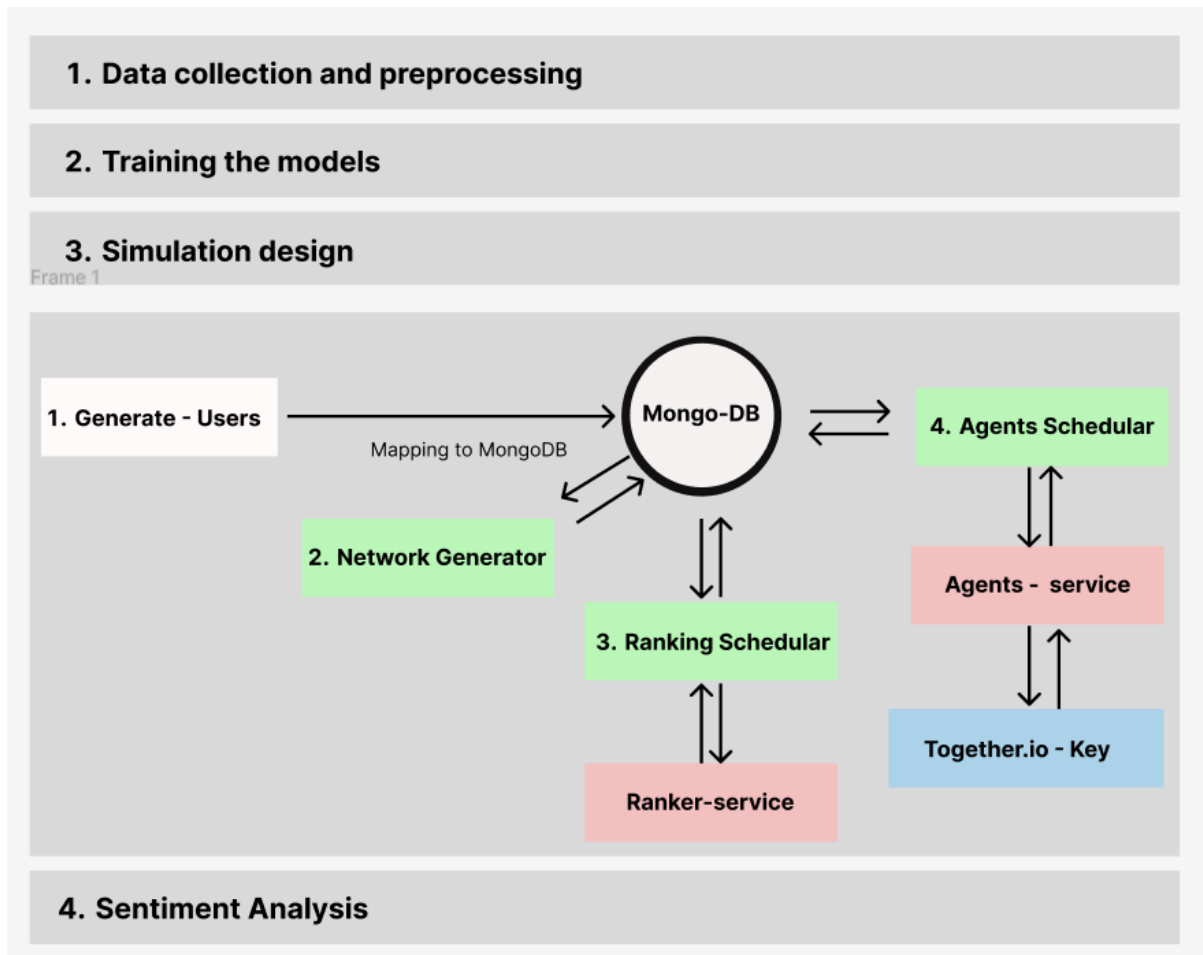 1. Data collection and preprocessing
2. Training the models
3. Simulation design
Frame 1
1. Generate - Users
Mapping to MongoDB
Mongo-DB
4. Agents Schedular
2. Network Generator
Agents - service
3. Ranking Schedular
Together.io - Key
Ranker-service
4. Sentiment Analysis